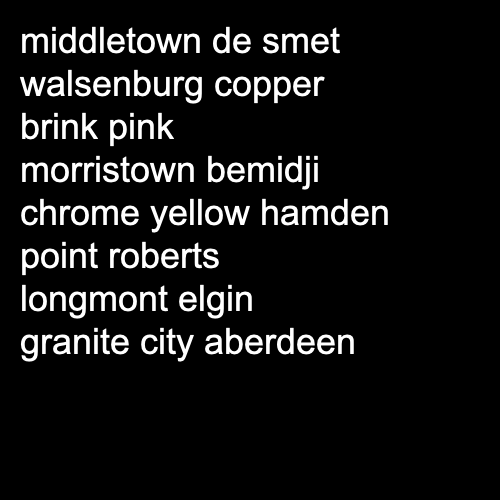 middletown de smet
walsenburg copper
brink pink
morristown bemidji
chrome yellow hamden
point roberts
longmont elgin
granite city aberdeen